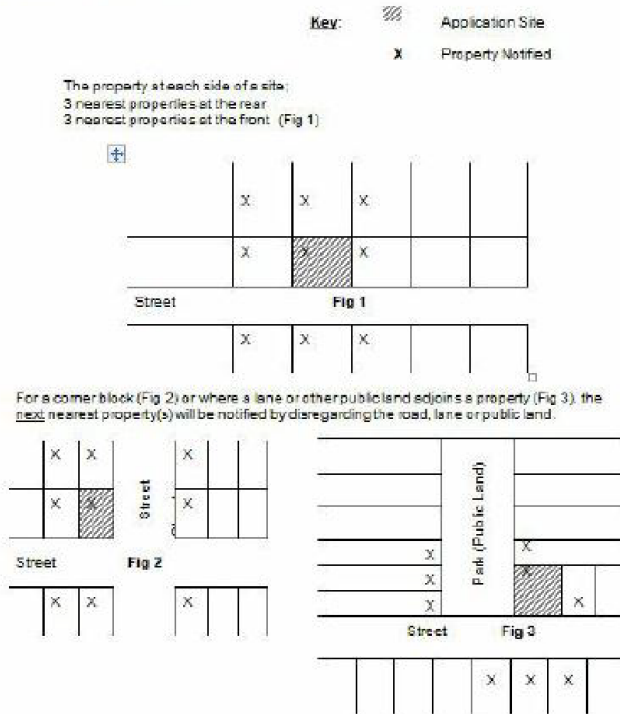 Key:
Application Site
X Property Notified
The property at each side of a site;
3 nearest properties at the rear
3 nearest properties at the front (Fig 1)
X X X
X X X
Street Fig 1
X X X
For a corner block (Fig 2) or where a lane or other public land adjoins a property (Fig 3), the
next nearest property(s) will be notified by disregarding the road, lane or public land.
X X X
X X X
Street
Street Fig 2
X X X
Park (Public Land)
X X
X X
X X
Street Fig 3
X X X